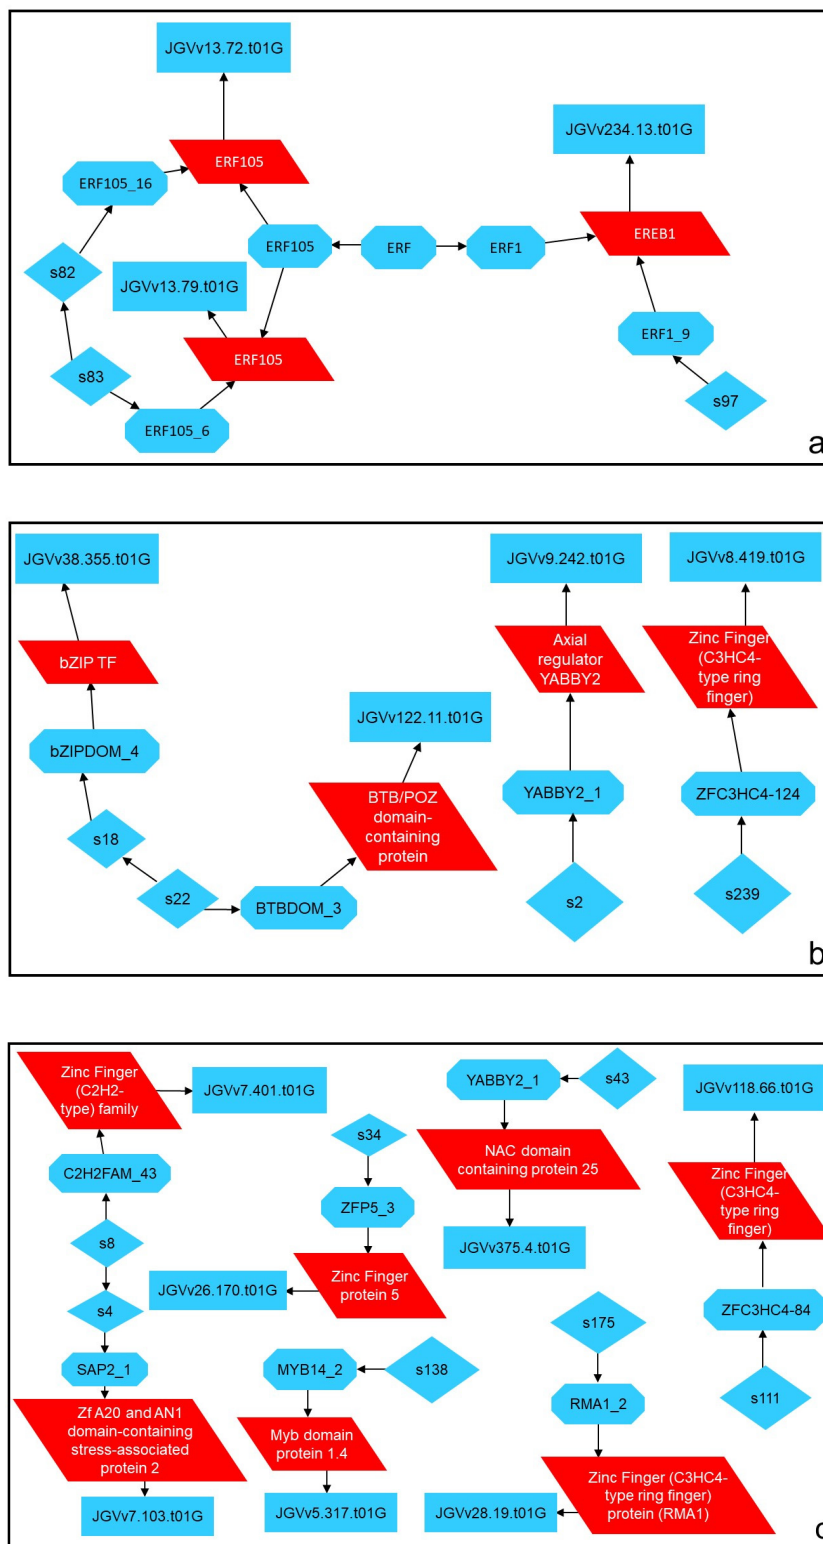 JGVv13.72.t01G
JGVv234.13.t01G
ERF105
ERF105_16
EREB1
ERF105
ERF
ERF1
s82
JGVv13.79.t01G
ERF1_9
ERF105
s83
s97
ERF105_6
a
JGVv38.355.t01G
JGVv9.242.t01G
JGVv8.419.t01G
bZIP TF
Axial
regulator
YABBY2
Zinc Finger
(C3HC4-
type ring
finger)
JGVv122.11.t01G
bZIPDOM_4
YABBY2_1
ZFC3HC4-124
BTB/POZ
domain-
containing
protein
s18
s22
BTBDOM_3
s2
s239
b
Zinc Finger
(C2H2-
type) family
JGVv7.401.t01G
YABBY2_1
s43
JGVv118.66.t01G
s34
NAC domain
containing protein 25
C2H2FAM_43
Zinc Finger
(C3HC4-
type ring
finger)
ZFP5_3
s8
JGVv375.4.t01G
JGVv26.170.t01G
Zinc Finger
protein 5
s4
s175
ZFC3HC4-84
SAP2_1
MYB14_2
s138
s111
RMA1_2
Zf A20 and AN1
domain-containing
stress-associated
protein 2
Myb domain
protein 1.4
Zinc Finger (C3HC4-
type ring finger)
protein (RMA1)
JGVv7.103.t01G
JGVv5.317.t01G
JGVv28.19.t01G